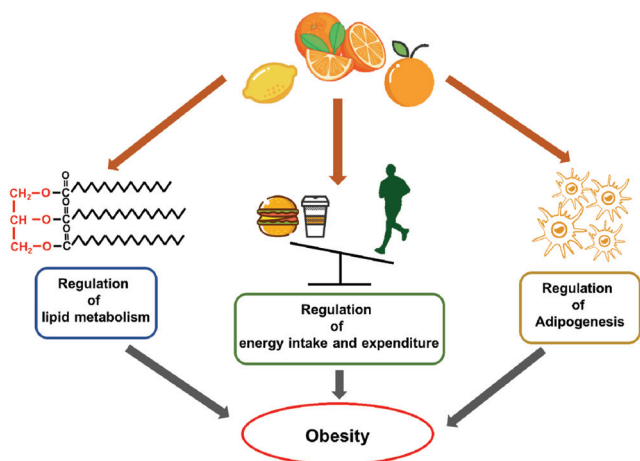 CH₂—O—C
O
CH—O—C
O
CH₂—O—C
O
Regulation
of
lipid metabolism
Regulation
of
energy intake and expenditure
Regulation
of
Adipogenesis
Obesity